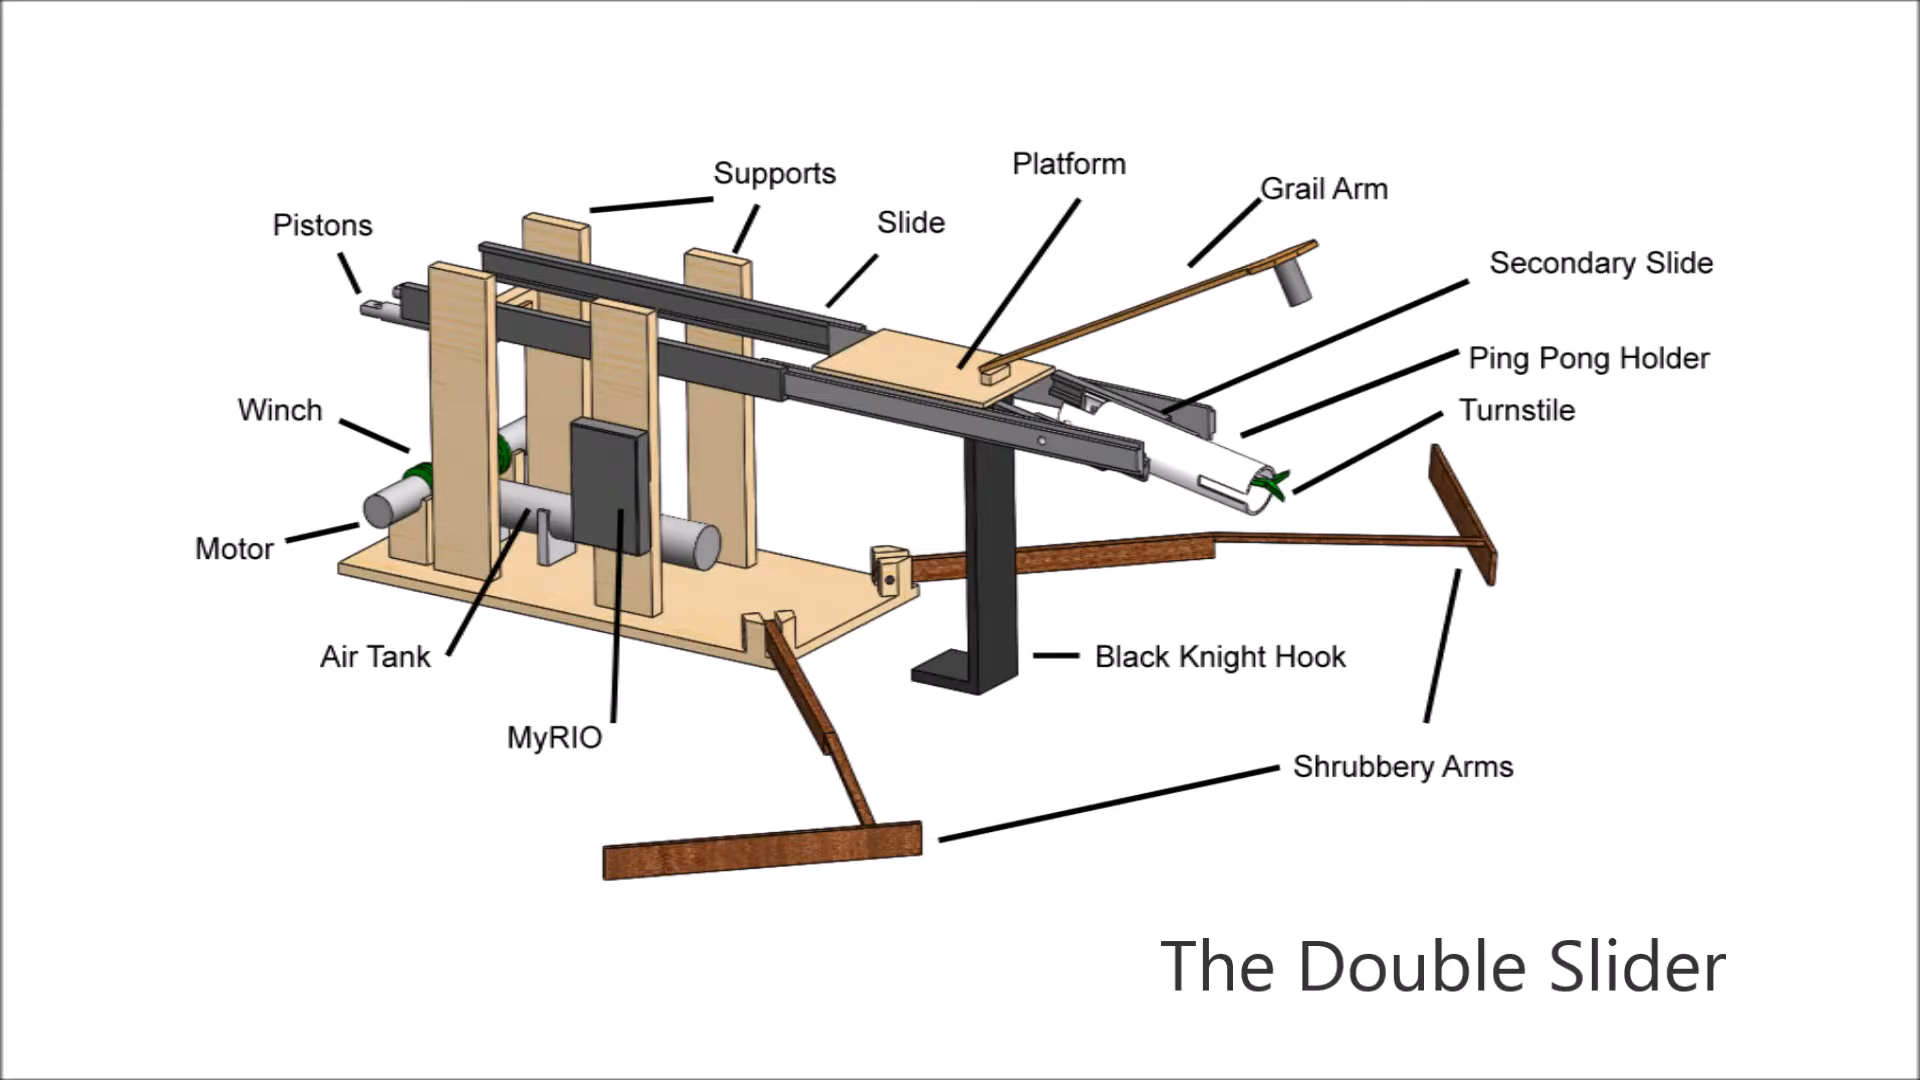 Platform
Supports
Grail Arm
Slide
Pistons
Secondary Slide
Ping Pong Holder
Winch
Turnstile
Motor
Air Tank
Black Knight Hook
MyRIO
Shrubbery Arms
The Double Slider